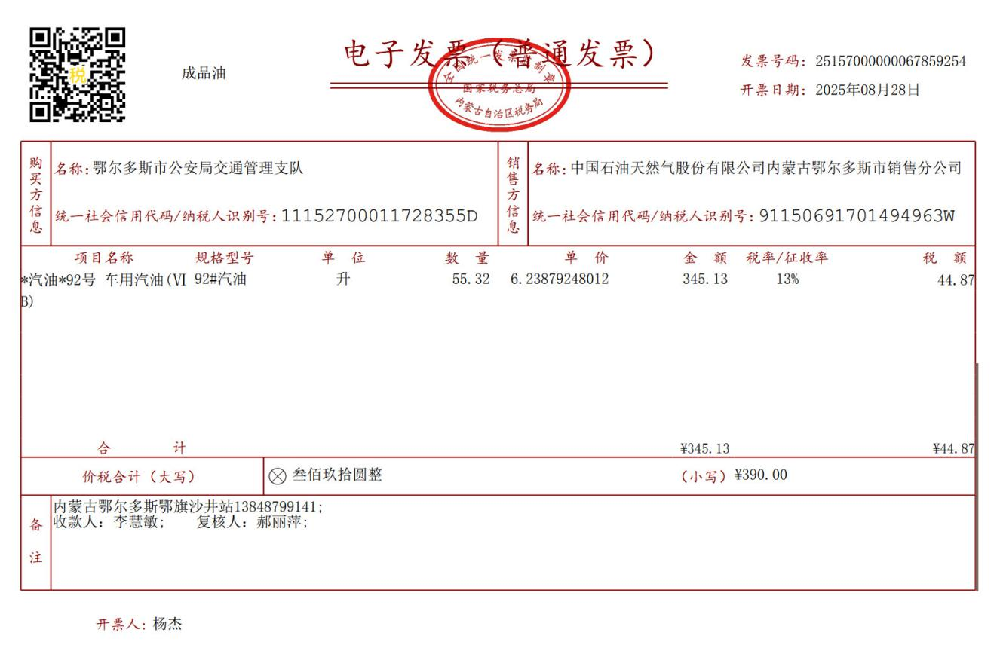 电子发票（普通发票）
全国统一发票监制章
国家税务总局
内蒙古自治区税务局
税
成品油
发票号码：25157000000067859254
开票日期：2025年08月28日
购买方信息
名称：鄂尔多斯市公安局交通管理支队
统一社会信用代码/纳税人识别号：11152700011728355D
销售方信息
名称：中国石油天然气股份有限公司内蒙古鄂尔多斯市销售分公司
统一社会信用代码/纳税人识别号：91150691701494963W
项目名称 规格型号 单 位 数 量 单 价 金 额 税率/征收率 税 额
*汽油*92号 车用汽油(VI 92#汽油 升 55.32 6.23879248012 345.13 13% 44.87
B)
合 计 ¥345.13 ¥44.87
价税合计（大写） 叁佰玖拾圆整 （小写）¥390.00
备注
内蒙古鄂尔多斯鄂旗沙井站13848799141;
收款人：李慧敏; 复核人：郝丽萍;
开票人：杨杰